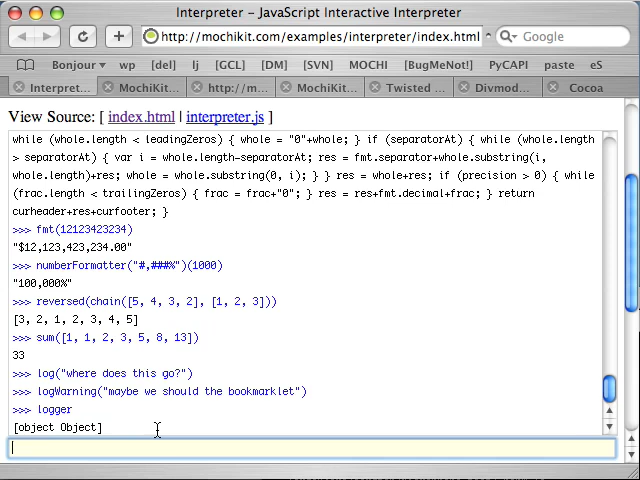 Interpreter – JavaScript Interactive Interpreter
http://mochikit.com/examples/interpreter/index.html
Google
Bonjour wp [del] lj [GCL] [DM] [SVN] MOCHI [BugMeNot!] PyCAPI paste eS
Interpret... MochiKit... http://m... MochiKit... Twisted ... Divmod... Cocoa
View Source: [ index.html | interpreter.js ]
while (whole.length < leadingZeros) { whole = "0"+whole; } if (separatorAt) { while (whole.length
> separatorAt) { var i = whole.length-separatorAt; res = fmt.separator+whole.substring(i,
whole.length)+res; whole = whole.substring(0, i); } } res = whole+res; if (precision > 0) { while
(frac.length < trailingZeros) { frac = frac+"0"; } res = res+fmt.decimal+frac; } return
curheader+res+curfooter; }
>>> fmt(12123423234)
"$12,123,423,234.00"
>>> numberFormatter("#,###%")(1000)
"100,000%"
>>> reversed(chain([5, 4, 3, 2], [1, 2, 3]))
[3, 2, 1, 2, 3, 4, 5]
>>> sum([1, 1, 2, 3, 5, 8, 13])
33
>>> log("where does this go?")
>>> logWarning("maybe we should the bookmarklet")
>>> logger
[object Object]